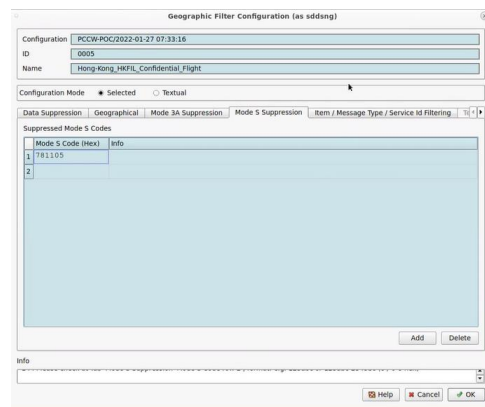 Geographic Filter Configuration (as sddsng)
Configuration PCCW-POC/2022-01-27 07:33:16
ID 0005
Name Hong-Kong_HKFIL_Confidential_Flight
Configuration Mode Selected Textual
Data Suppression Geographical Mode 3A Suppression Mode S Suppression Item / Message Type / Service Id Filtering
Suppressed Mode S Codes
Mode S Code (Hex) Info
1 781105
2
Add Delete
Info
Help Cancel OK